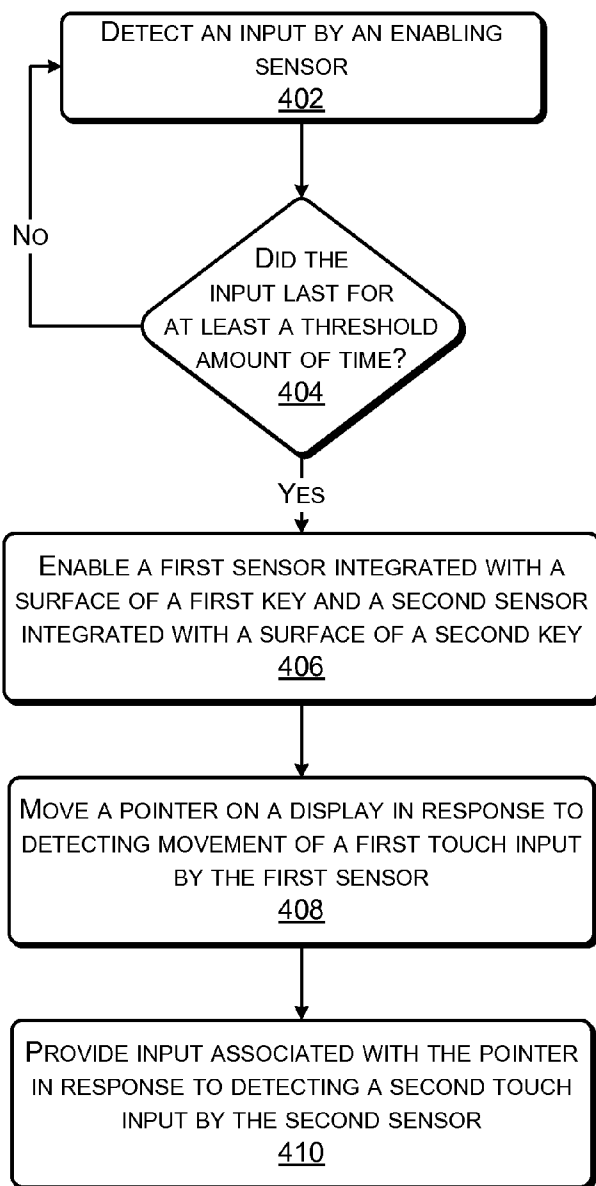 DETECT AN INPUT BY AN ENABLING
SENSOR
402
NO
DID THE
INPUT LAST FOR
AT LEAST A THRESHOLD
AMOUNT OF TIME?
404
YES
ENABLE A FIRST SENSOR INTEGRATED WITH A
SURFACE OF A FIRST KEY AND A SECOND SENSOR
INTEGRATED WITH A SURFACE OF A SECOND KEY
406
MOVE A POINTER ON A DISPLAY IN RESPONSE TO
DETECTING MOVEMENT OF A FIRST TOUCH INPUT
BY THE FIRST SENSOR
408
PROVIDE INPUT ASSOCIATED WITH THE POINTER
IN RESPONSE TO DETECTING A SECOND TOUCH
INPUT BY THE SECOND SENSOR
410